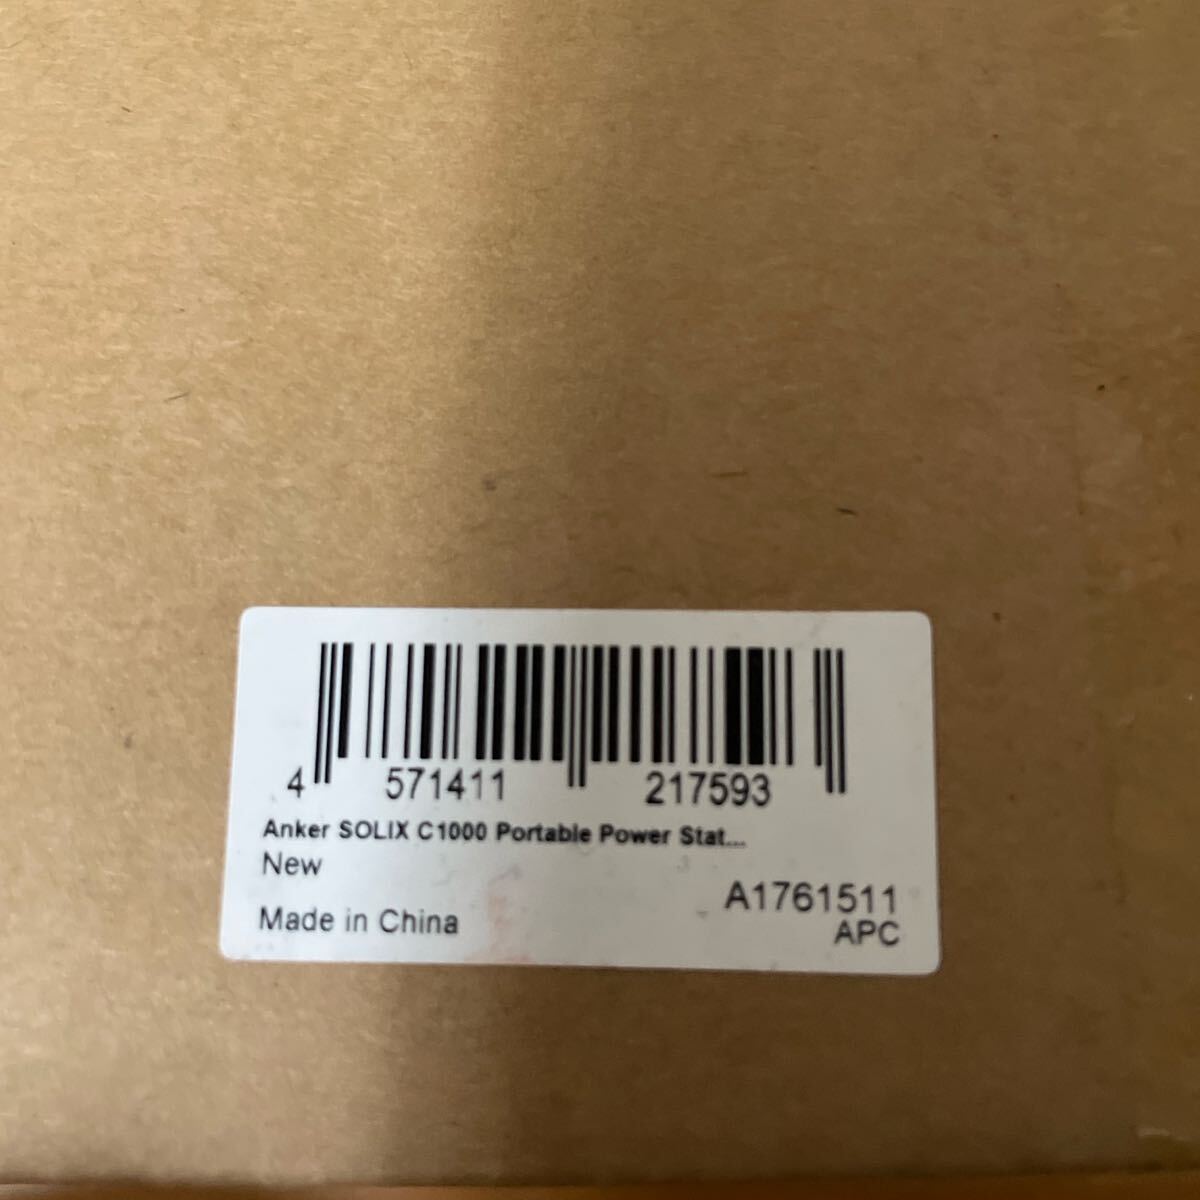 4 571411 217593
Anker SOLIX C1000 Portable Power Stat...
New
A1761511
Made in China
APC